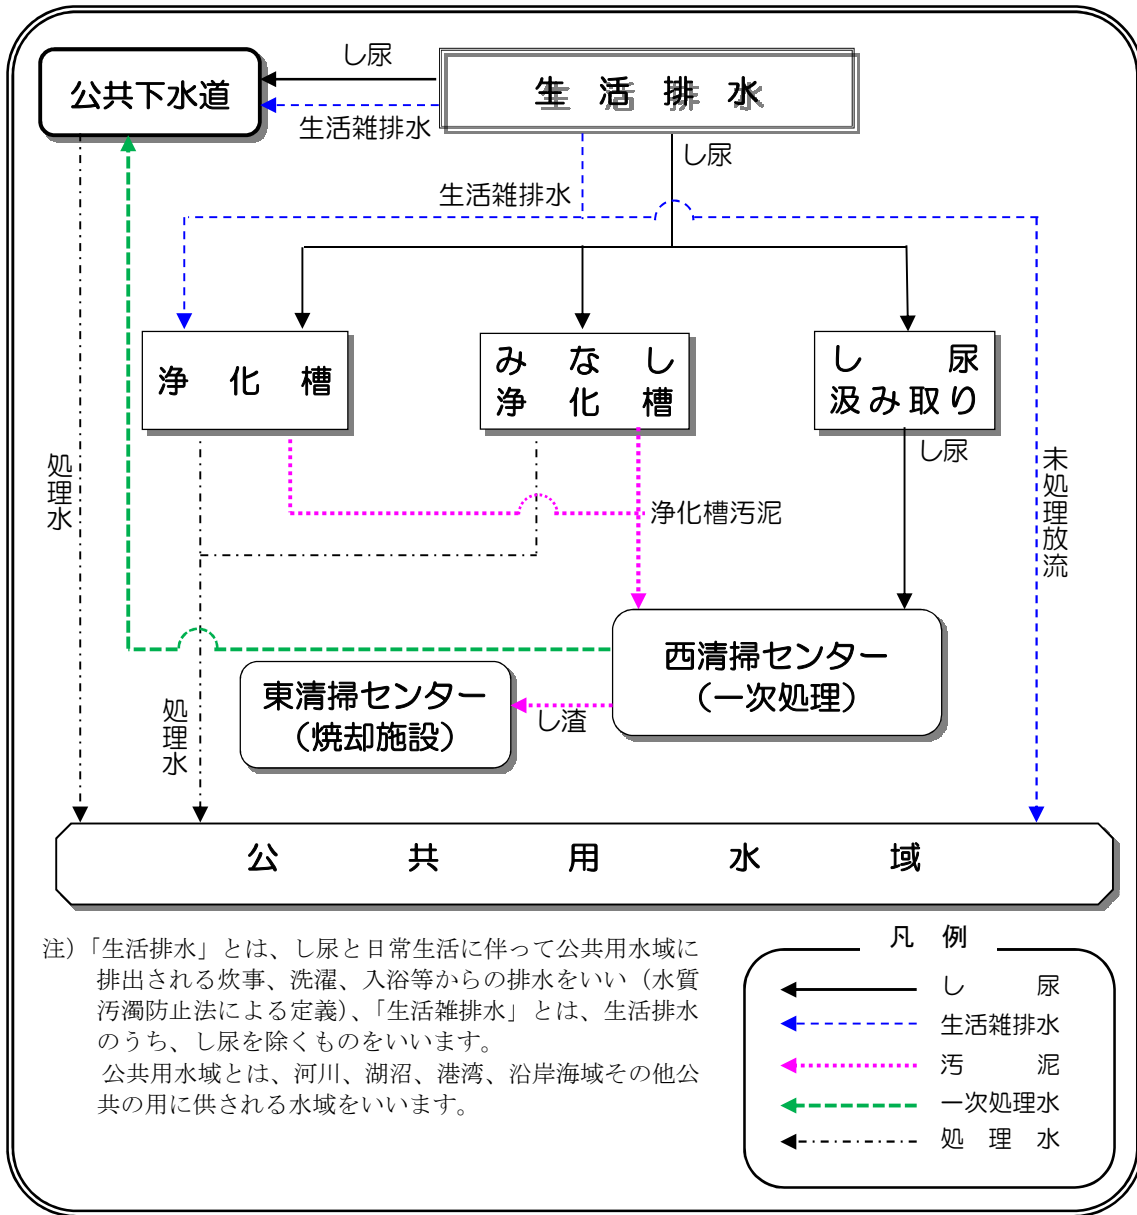 し尿
生活排水
公共下水道
生活雑排水
し尿
生活雑排水
浄化槽
みなし
浄化槽
し尿
汲み取り
し尿
処理水
未処理放流
浄化槽汚泥
西清掃センター
（一次処理）
東清掃センター
（焼却施設）
し渣
処理水
公共用水域
注）「生活排水」とは、し尿と日常生活に伴って公共用水域に
排出される炊事、洗濯、入浴等からの排水をいい（水質
汚濁防止法による定義）、「生活雑排水」とは、生活排水
のうち、し尿を除くものをいいます。
公共用水域とは、河川、湖沼、港湾、沿岸海域その他公
共の用に供される水域をいいます。
凡例
し尿
生活雑排水
汚泥
一次処理水
処理水